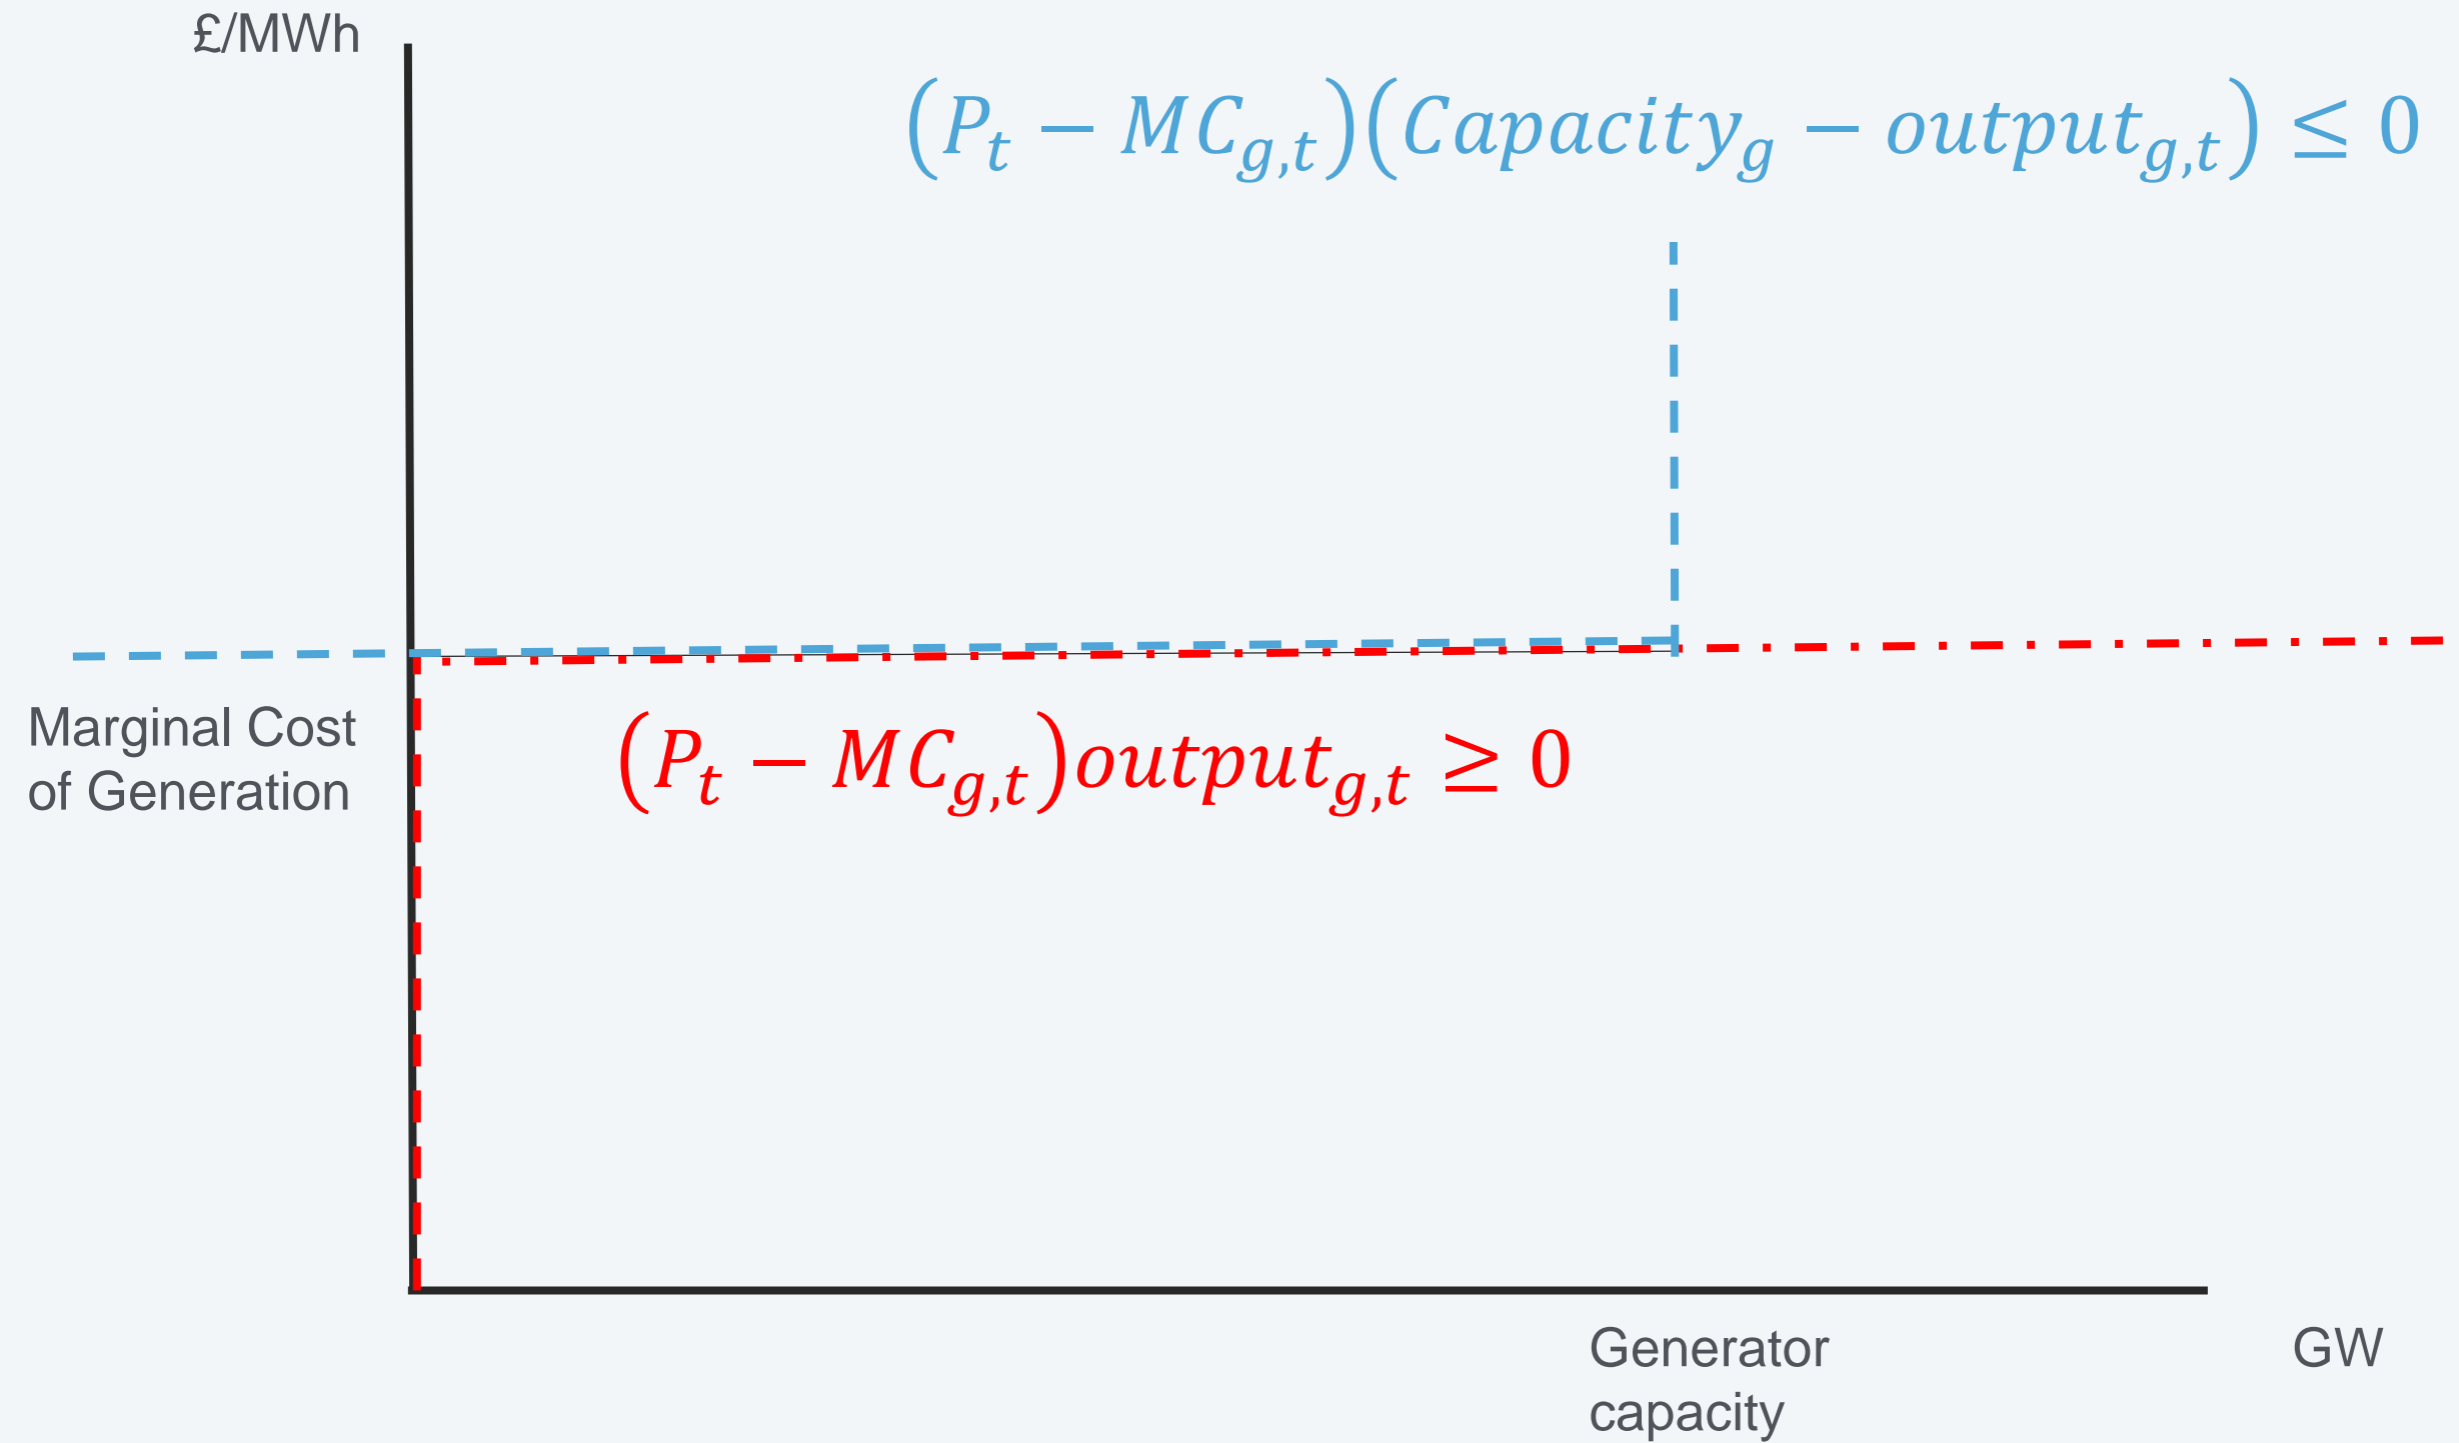 £/MWh
(P_t − MC_{g,t})(Capacity_g − output_{g,t}) ≤ 0
Marginal Cost
of Generation
(P_t − MC_{g,t})output_{g,t} ≥ 0
Generator
capacity
GW